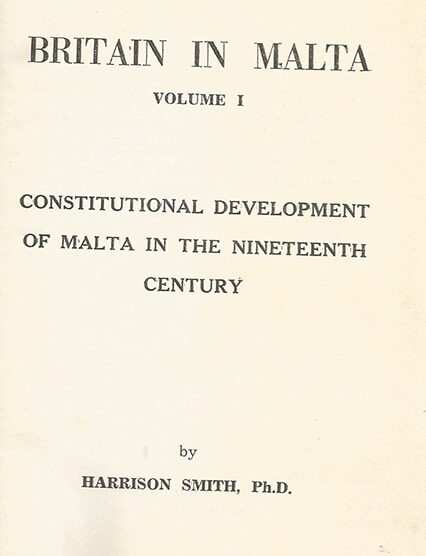 BRITAIN IN MALTA
VOLUME I
CONSTITUTIONAL DEVELOPMENT
OF MALTA IN THE NINETEENTH
CENTURY
by
HARRISON SMITH, Ph.D.